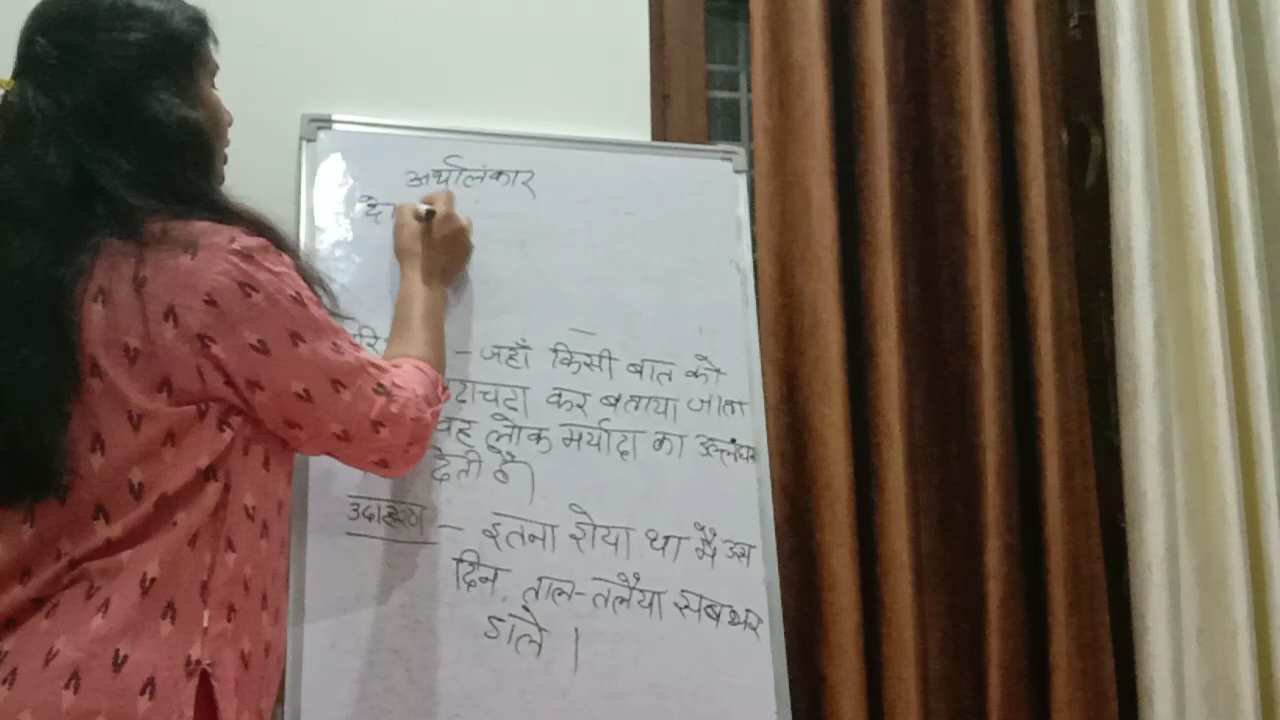 अर्थालंकार
– जहाँ किसी बात को
कर बताया जाता
लोक मर्यादा का उल्लंघन
देती है।
उदाहरण – इतना रोया था मैं उस
दिन, ताल-तलैया सब भर
डाले ।